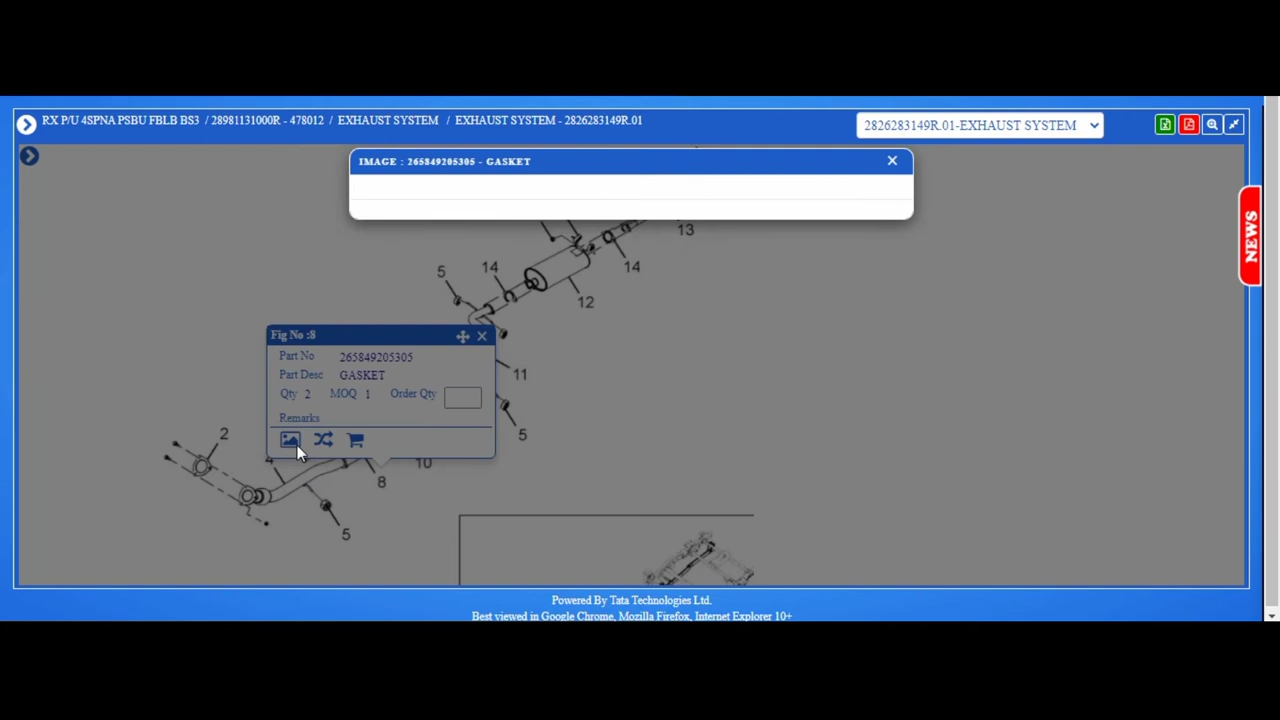 RX P/U 4SPNA PSBU FBLB BS3 / 28981131000R - 478012 / EXHAUST SYSTEM / EXHAUST SYSTEM - 2826283149R.01
2826283149R.01-EXHAUST SYSTEM
IMAGE : 265849205305 - GASKET
NEWS
13
14
5
14
12
Fig No :8
Part No 265849205305
Part Desc GASKET
Qty 2 MOQ 1 Order Qty
Remarks
11
5
2
10
8
5
Powered By Tata Technologies Ltd.
Best viewed in Google Chrome, Mozilla Firefox, Internet Explorer 10+